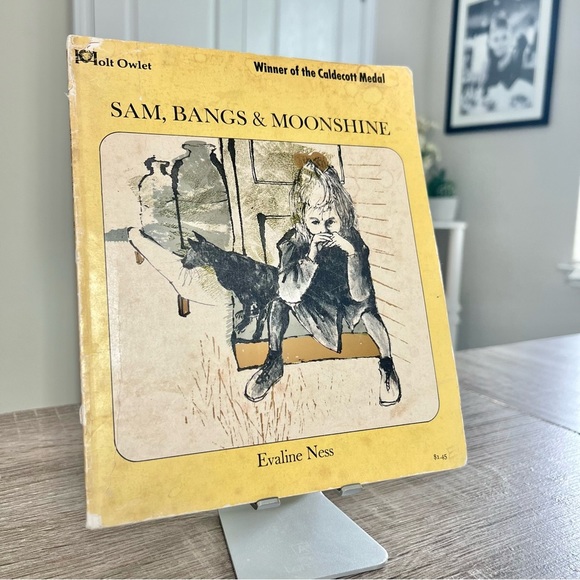 Holt Owlet
Winner of the Caldecott Medal
SAM, BANGS & MOONSHINE
Evaline Ness
$1.45